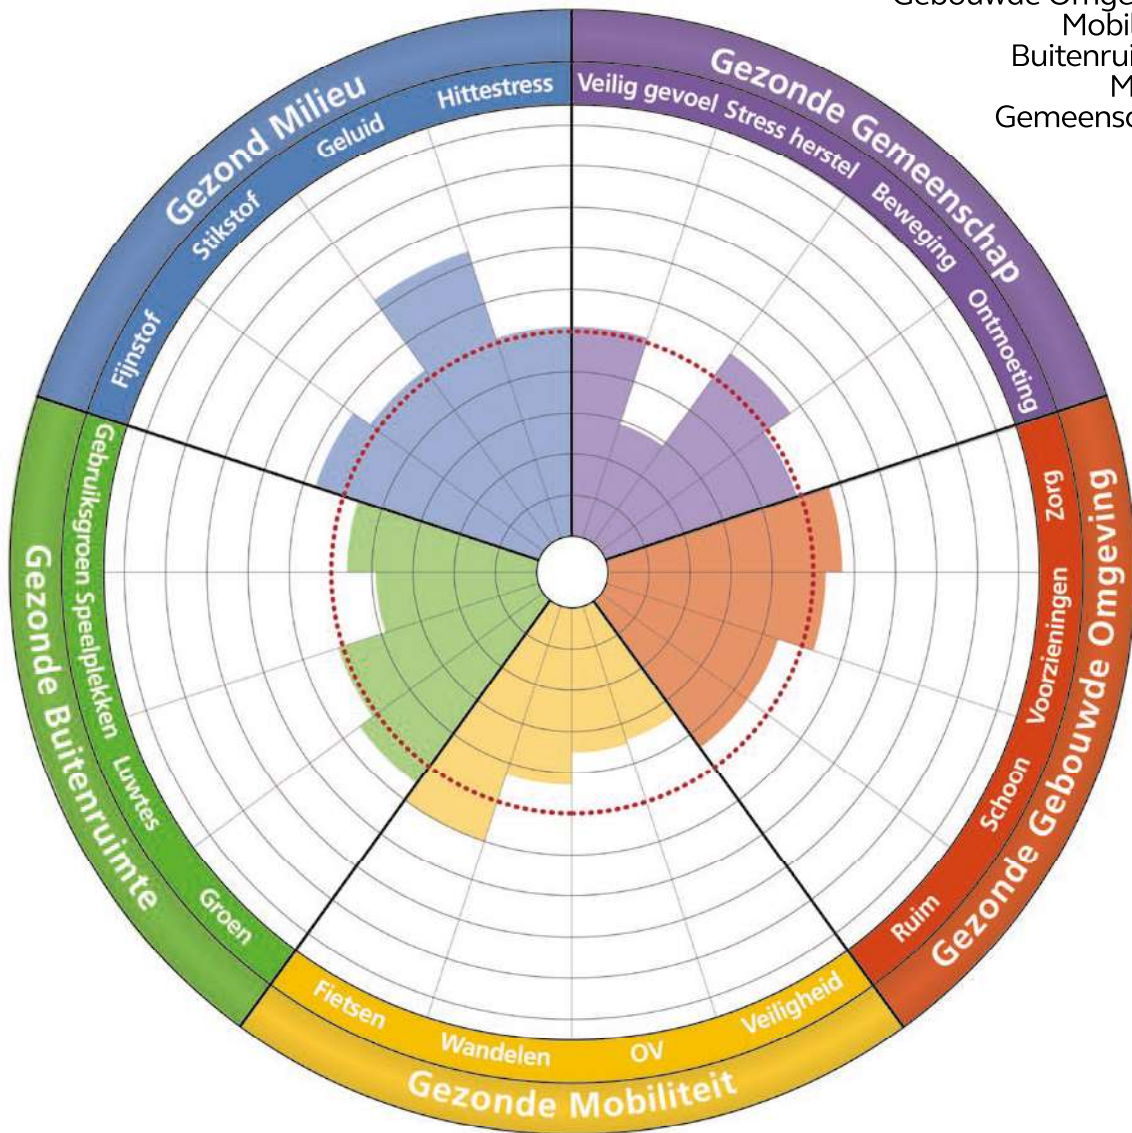 Mobil
Buitenrui
M
Gemeensc
Gezonde Gemeenschap
Veilig gevoel
Stress herstel
Beweging
Ontmoeting
Gezonde Gebouwde Omgeving
Zorg
Voorzieningen
Schoon
Ruim
Gezonde Mobiliteit
Veiligheid
OV
Wandelen
Fietsen
Gezonde Buitenruimte
Groen
Luwtes
Speelplekken
Gebruiksgroen
Gezond Milieu
Fijnstof
Stikstof
Geluid
Hittestress